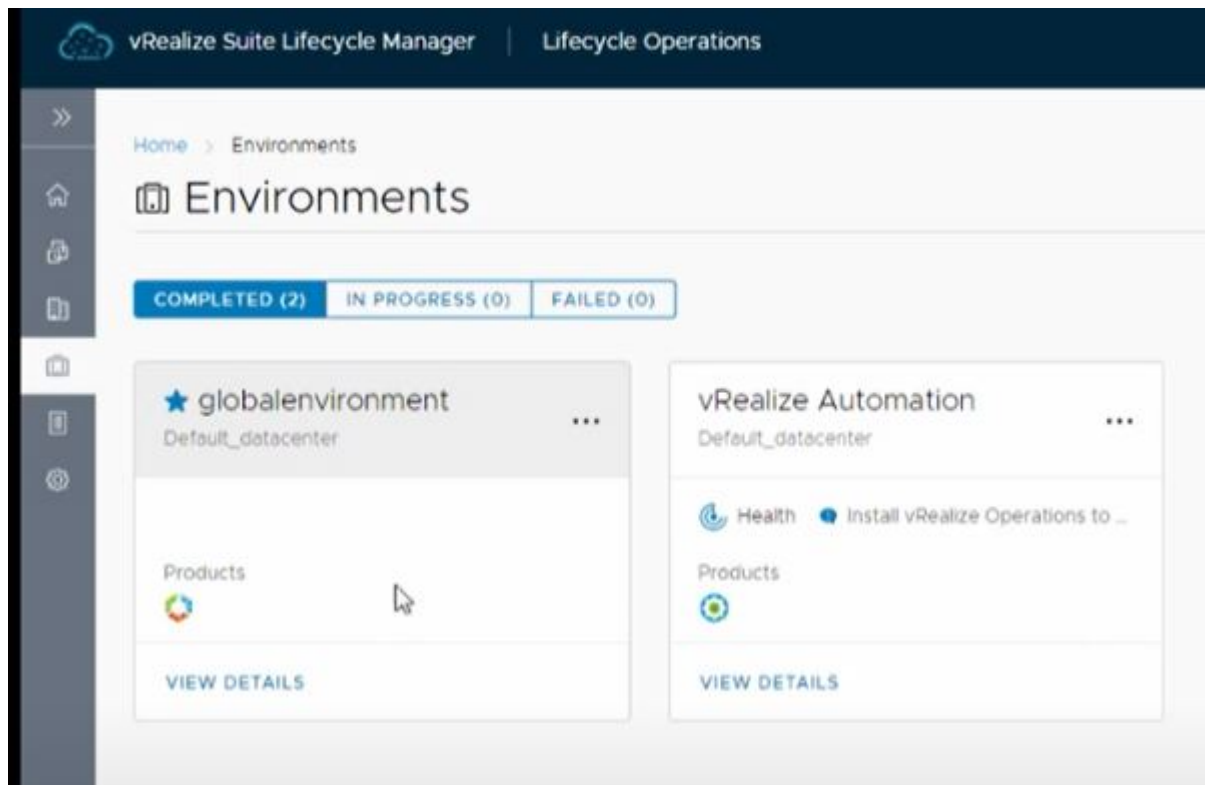 vRealize Suite Lifecycle Manager | Lifecycle Operations
Home > Environments
Environments
COMPLETED (2) IN PROGRESS (0) FAILED (0)
globalenvironment ...
Default_datacenter
Products
VIEW DETAILS
vRealize Automation ...
Default_datacenter
Health Install vRealize Operations to ...
Products
VIEW DETAILS